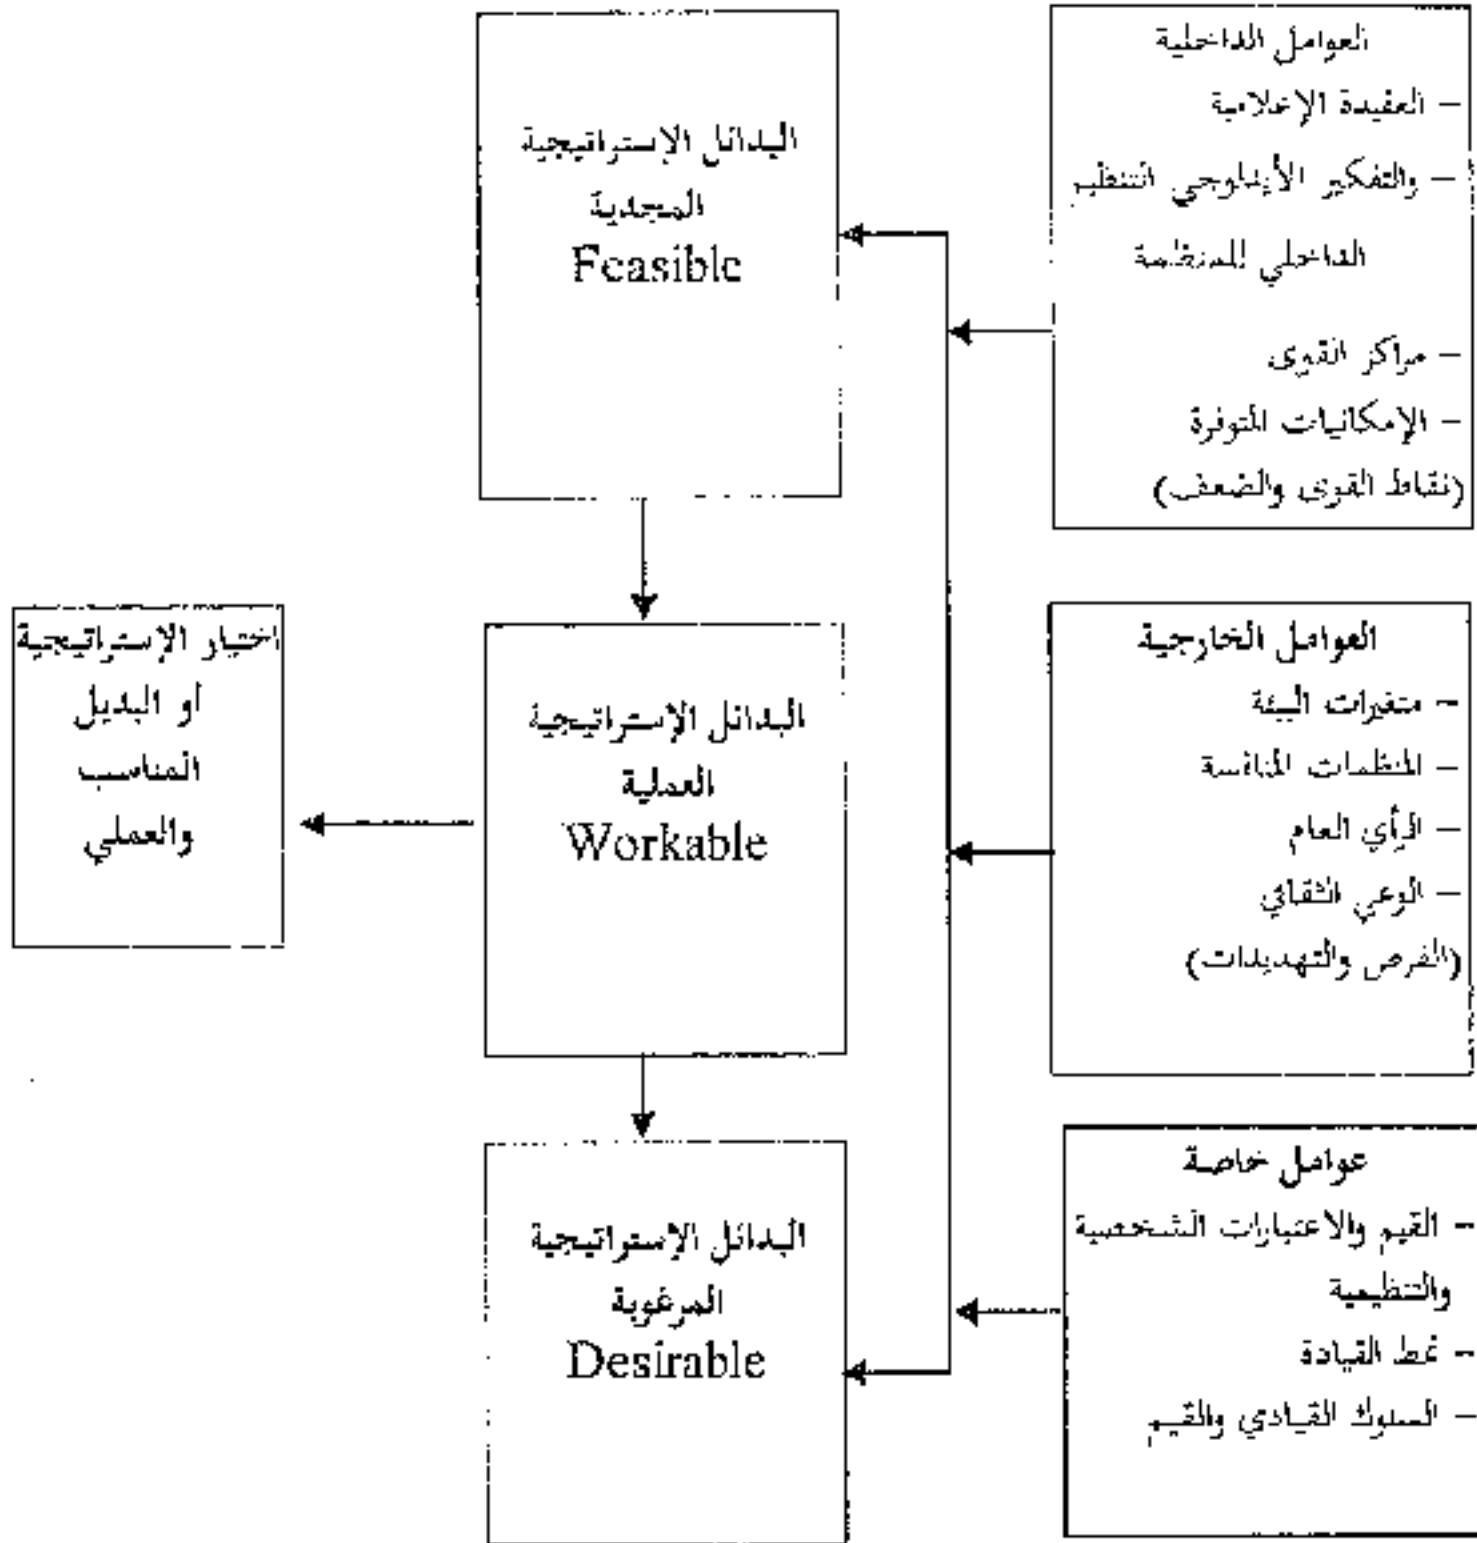 العوامل الداخلية
– العقيدة الإعلامية
– والتفكير الأيدلوجي التنظيم
الداخلي للمنظمة
– مراكز القوى
– الإمكانيات المتوفرة
(نقاط القوى والضعف)
العوامل الخارجية
– متغيرات البيئة
– المنظمات المنافسة
– الرأي العام
– الوعي الثقافي
(الفرص والتهديدات)
عوامل خاصة
– القيم والاعتبارات الشخصية
والتنظيمية
– نمط القيادة
– السلوك القيادي والقيم
البدائل الإستراتيجية
المجدية
Feasible
البدائل الإستراتيجية
العملية
Workable
البدائل الإستراتيجية
المرغوبة
Desirable
اختيار الإستراتيجية
أو البديل
المناسب
والعملي